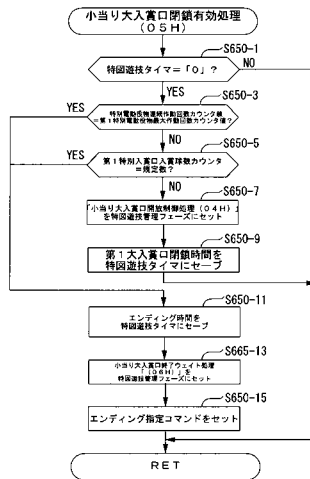 小当り大入賞口閉鎖有効処理
(05H)
S650-1
特図遊技タイマ=「0」?
NO
YES
S650-3
YES
特別電動役物連続作動回数カウンタ値
=第1特別電動役物最大作動回数カウンタ値?
NO
S650-5
YES
第1特別入賞口入賞球数カウンタ
=規定数?
NO
S650-7
「小当り大入賞口開放制御処理(04H)」
を特図遊技管理フェーズにセット
S650-9
第1大入賞口閉鎖時間を
特図遊技タイマにセーブ
S650-11
エンディング時間を
特図遊技タイマにセーブ
S665-13
小当り大入賞口終了ウェイト処理
「(06H)」を
特図遊技管理フェーズにセット
S650-15
エンディング指定コマンドをセット
RET